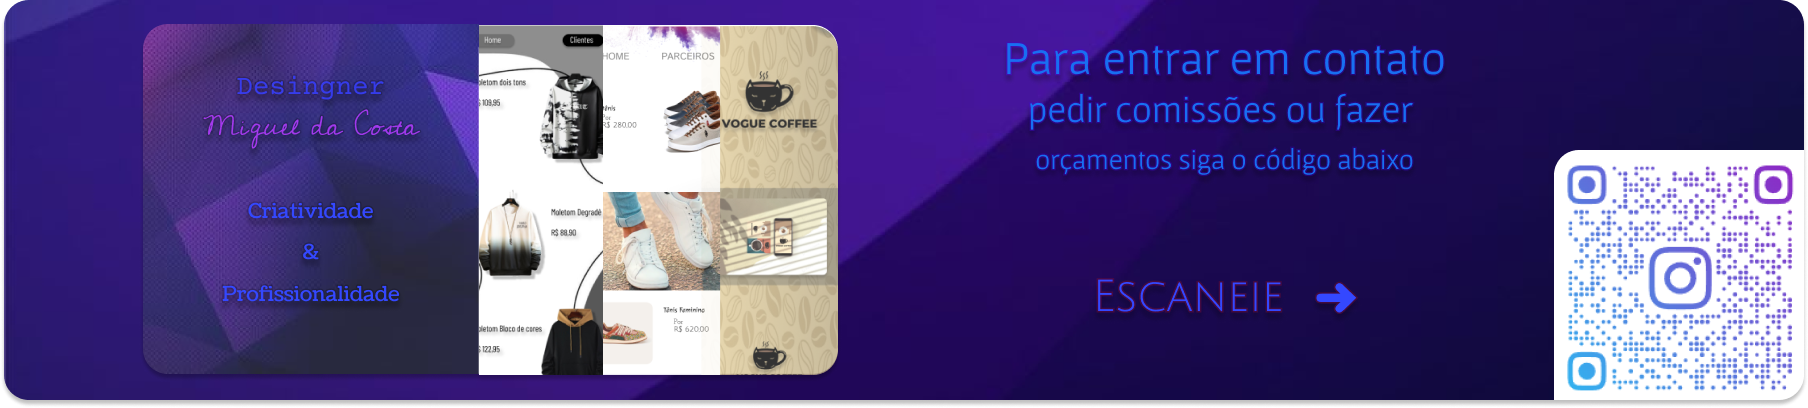 Desingner
Miguel da Costa
Criatividade
&
Profissionalidade
Home
Clientes
oletom dois tons
$ 109,95
Moletom Degradê
R$ 88,90
oletom Bloco de cores
$ 122,95
HOME
PARCEIROS
Tênis
Por
R$ 280,00
Tênis Feminino
Por
R$ 620,00
VOGUE COFFEE
Para entrar em contato
pedir comissões ou fazer
orçamentos siga o código abaixo
ESCANEIE